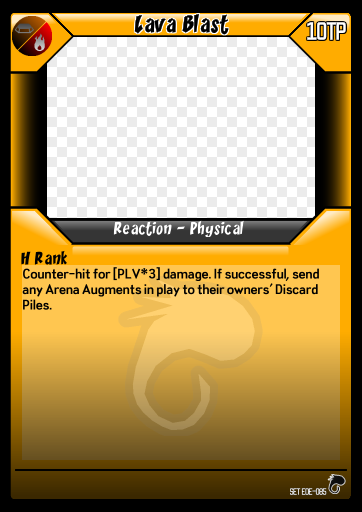 Lava Blast
10TP
Reaction - Physical
H Rank
Counter-hit for [PLV*3] damage. If successful, send
any Arena Augments in play to their owners' Discard
Piles.
SET EOE-085